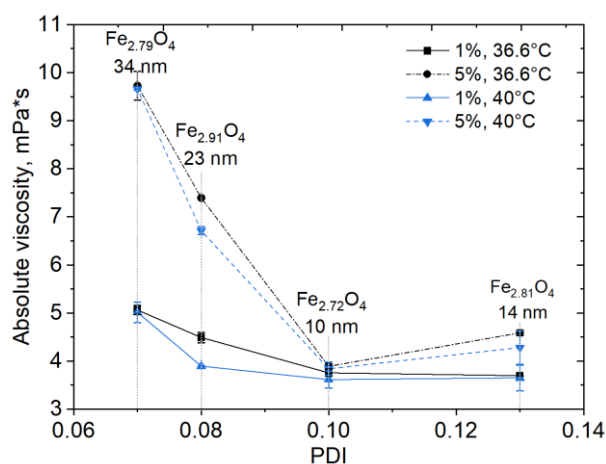 Fe2.79O4
34 nm
Fe2.91O4
23 nm
Fe2.72O4
10 nm
Fe2.81O4
14 nm
1%, 36.6°C
5%, 36.6°C
1%, 40°C
5%, 40°C
Absolute viscosity, mPa*s
11
10
9
8
7
6
5
4
3
0.06
0.08
0.10
0.12
0.14
PDI